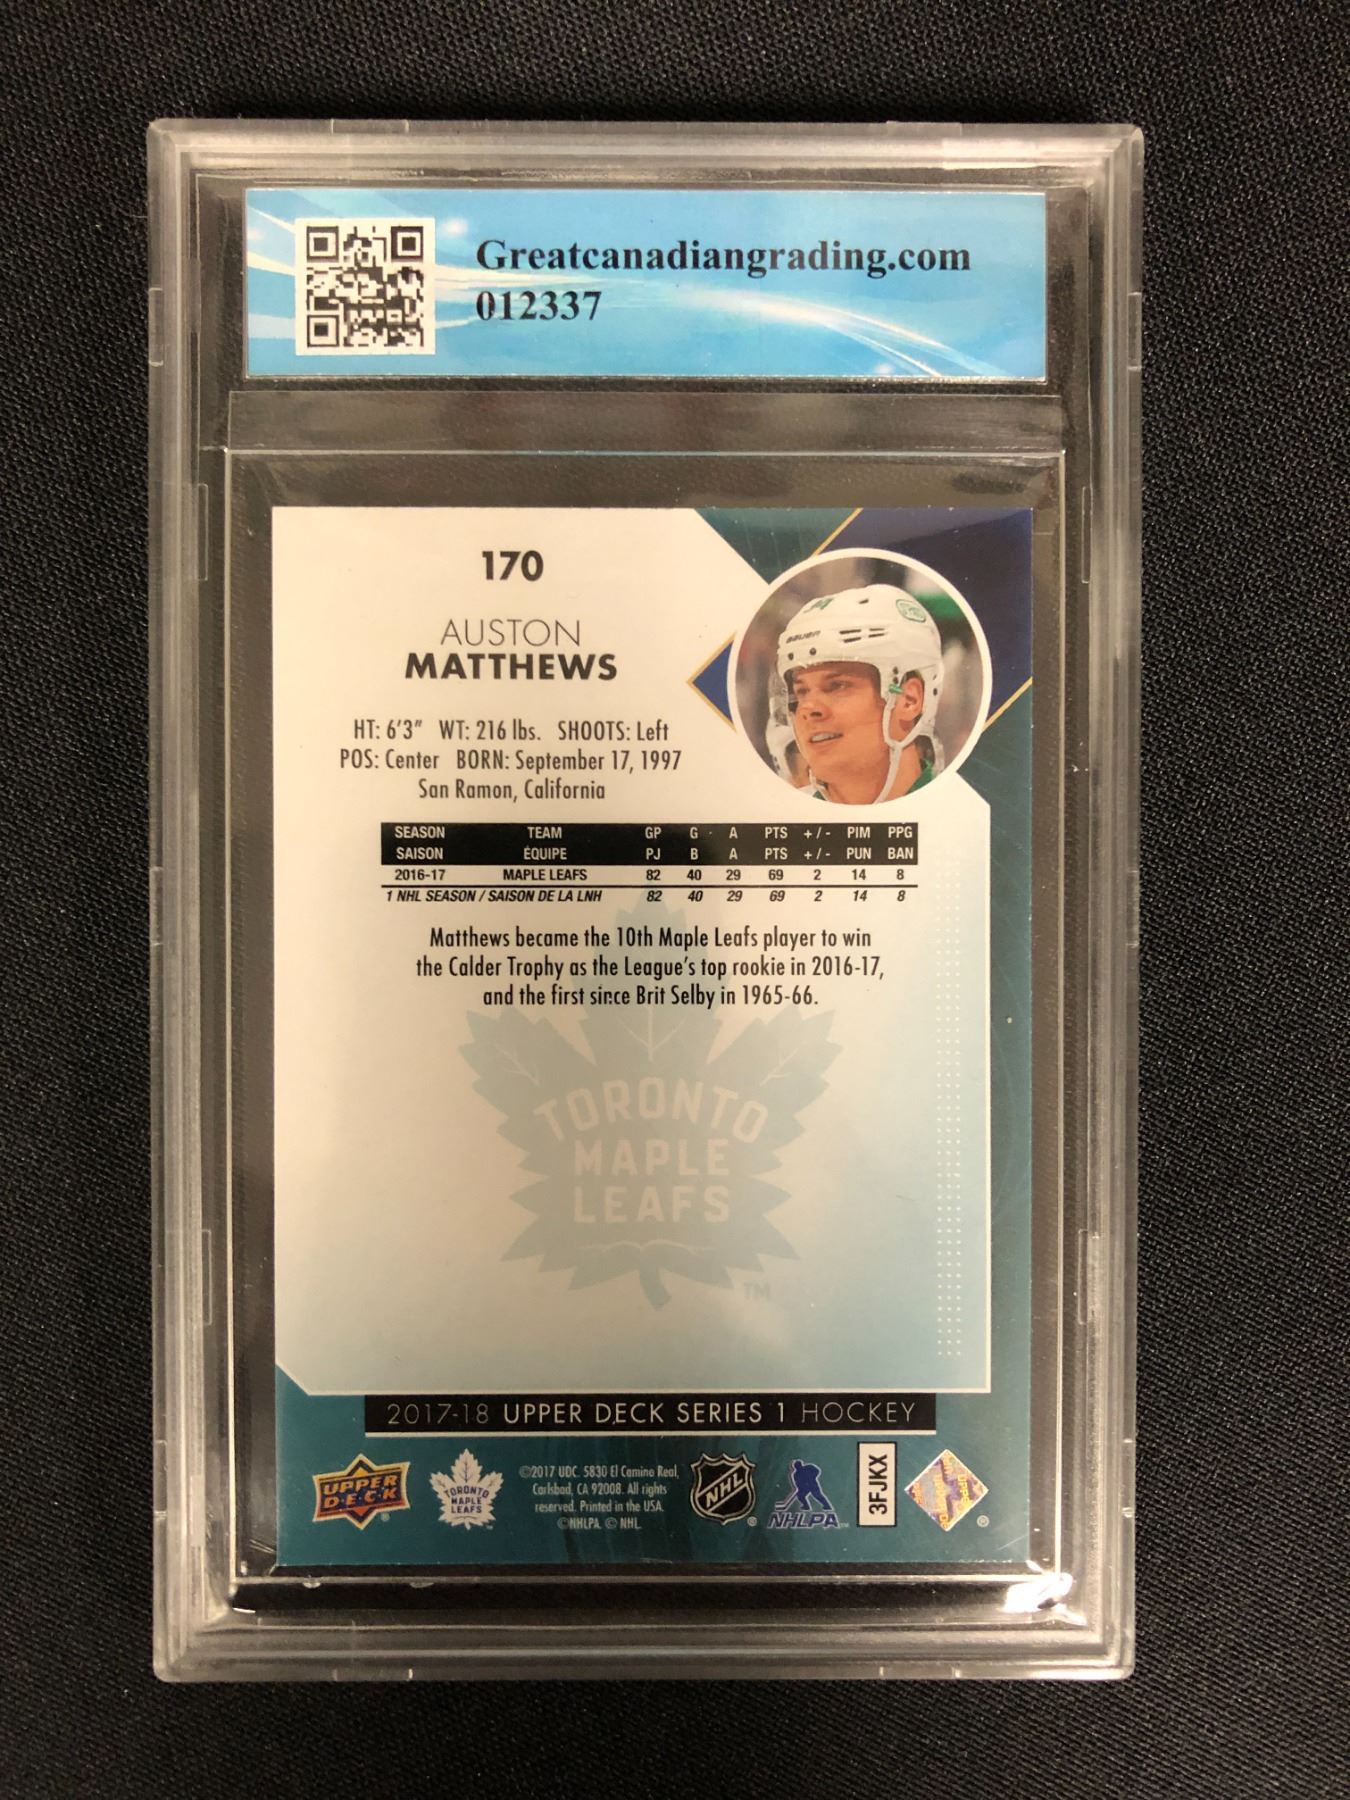 Greatcanadiangrading.com
012337
170
AUSTON
MATTHEWS
HT: 6'3" WT: 216 lbs. SHOOTS: Left
POS: Center BORN: September 17, 1997
San Ramon, California
SEASON TEAM GP G A PTS +/- PIM PPG
SAISON ÉQUIPE PJ B A PTS +/- PUN BAN
2016-17 MAPLE LEAFS 82 40 29 69 2 14 8
1 NHL SEASON / SAISON DE LA LNH 82 40 29 69 2 14 8
Matthews became the 10th Maple Leafs player to win
the Calder Trophy as the League's top rookie in 2016-17,
and the first since Brit Selby in 1965-66.
TORONTO
MAPLE
LEAFS
TM
2017-18 UPPER DECK SERIES 1 HOCKEY
UPPER
DECK
®
TORONTO
MAPLE
LEAFS
©2017 UDC. 5830 El Camino Real,
Carlsbad, CA 92008. All rights
reserved. Printed in the USA.
©NHLPA. © NHL.
NHL
®
NHLPA
3FJKX
®
BAUER